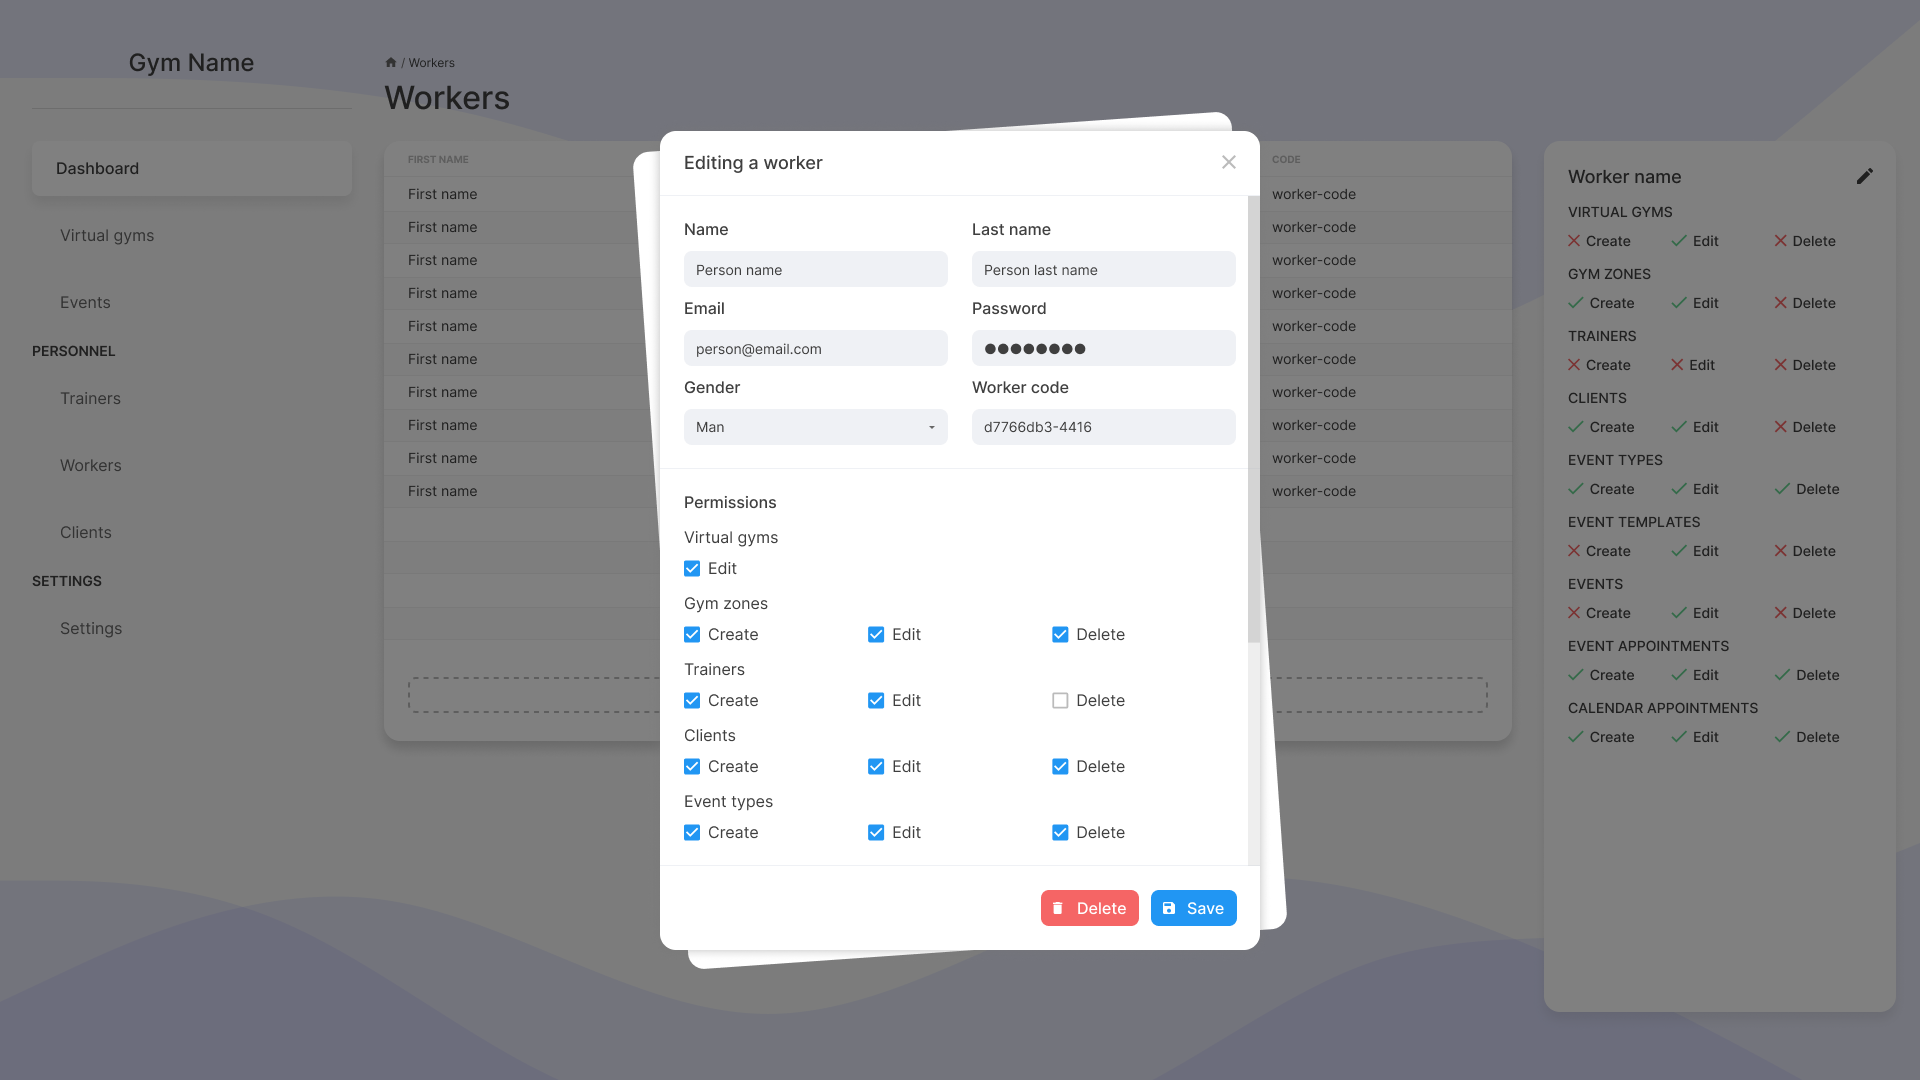 Gym Name
Dashboard
Virtual gyms
Events
PERSONNEL
Trainers
Workers
Clients
SETTINGS
Settings
/ Workers
Workers
FIRST NAME
First name
First name
First name
First name
First name
First name
First name
First name
First name
First name
CODE
worker-code
worker-code
worker-code
worker-code
worker-code
worker-code
worker-code
worker-code
worker-code
worker-code
Editing a worker
Name Last name
Person name Person last name
Email Password
person@email.com ●●●●●●●●
Gender Worker code
Man d7766db3-4416
Permissions
Virtual gyms
Edit
Gym zones
Create Edit Delete
Trainers
Create Edit Delete
Clients
Create Edit Delete
Event types
Create Edit Delete
Delete Save
Worker name
VIRTUAL GYMS
Create Edit Delete
GYM ZONES
Create Edit Delete
TRAINERS
Create Edit Delete
CLIENTS
Create Edit Delete
EVENT TYPES
Create Edit Delete
EVENT TEMPLATES
Create Edit Delete
EVENTS
Create Edit Delete
EVENT APPOINTMENTS
Create Edit Delete
CALENDAR APPOINTMENTS
Create Edit Delete